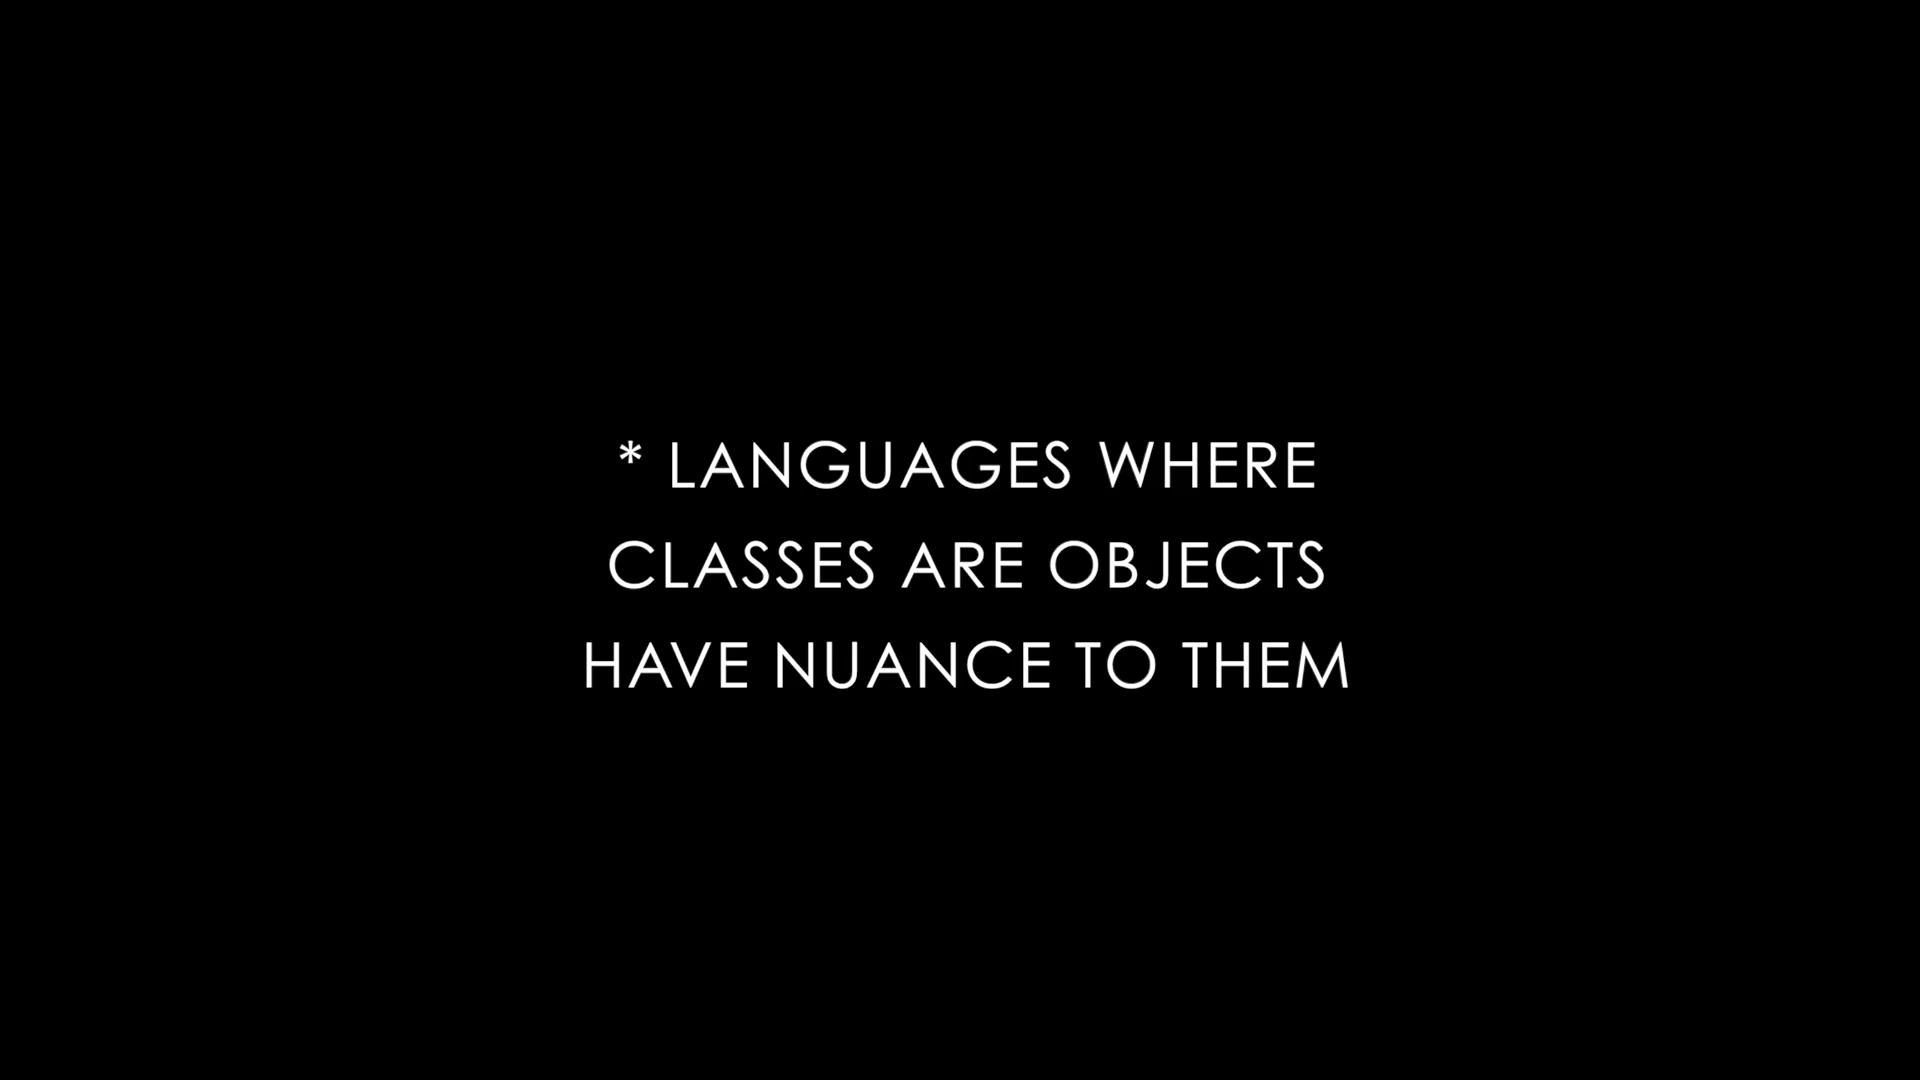 * LANGUAGES WHERE
CLASSES ARE OBJECTS
HAVE NUANCE TO THEM